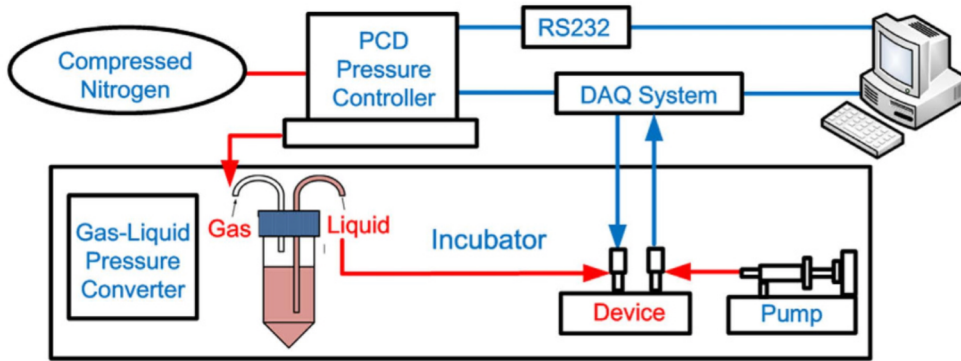 Compressed
Nitrogen
PCD
Pressure
Controller
RS232
DAQ System
Gas-Liquid
Pressure
Converter
Gas
Liquid
Incubator
Device
Pump